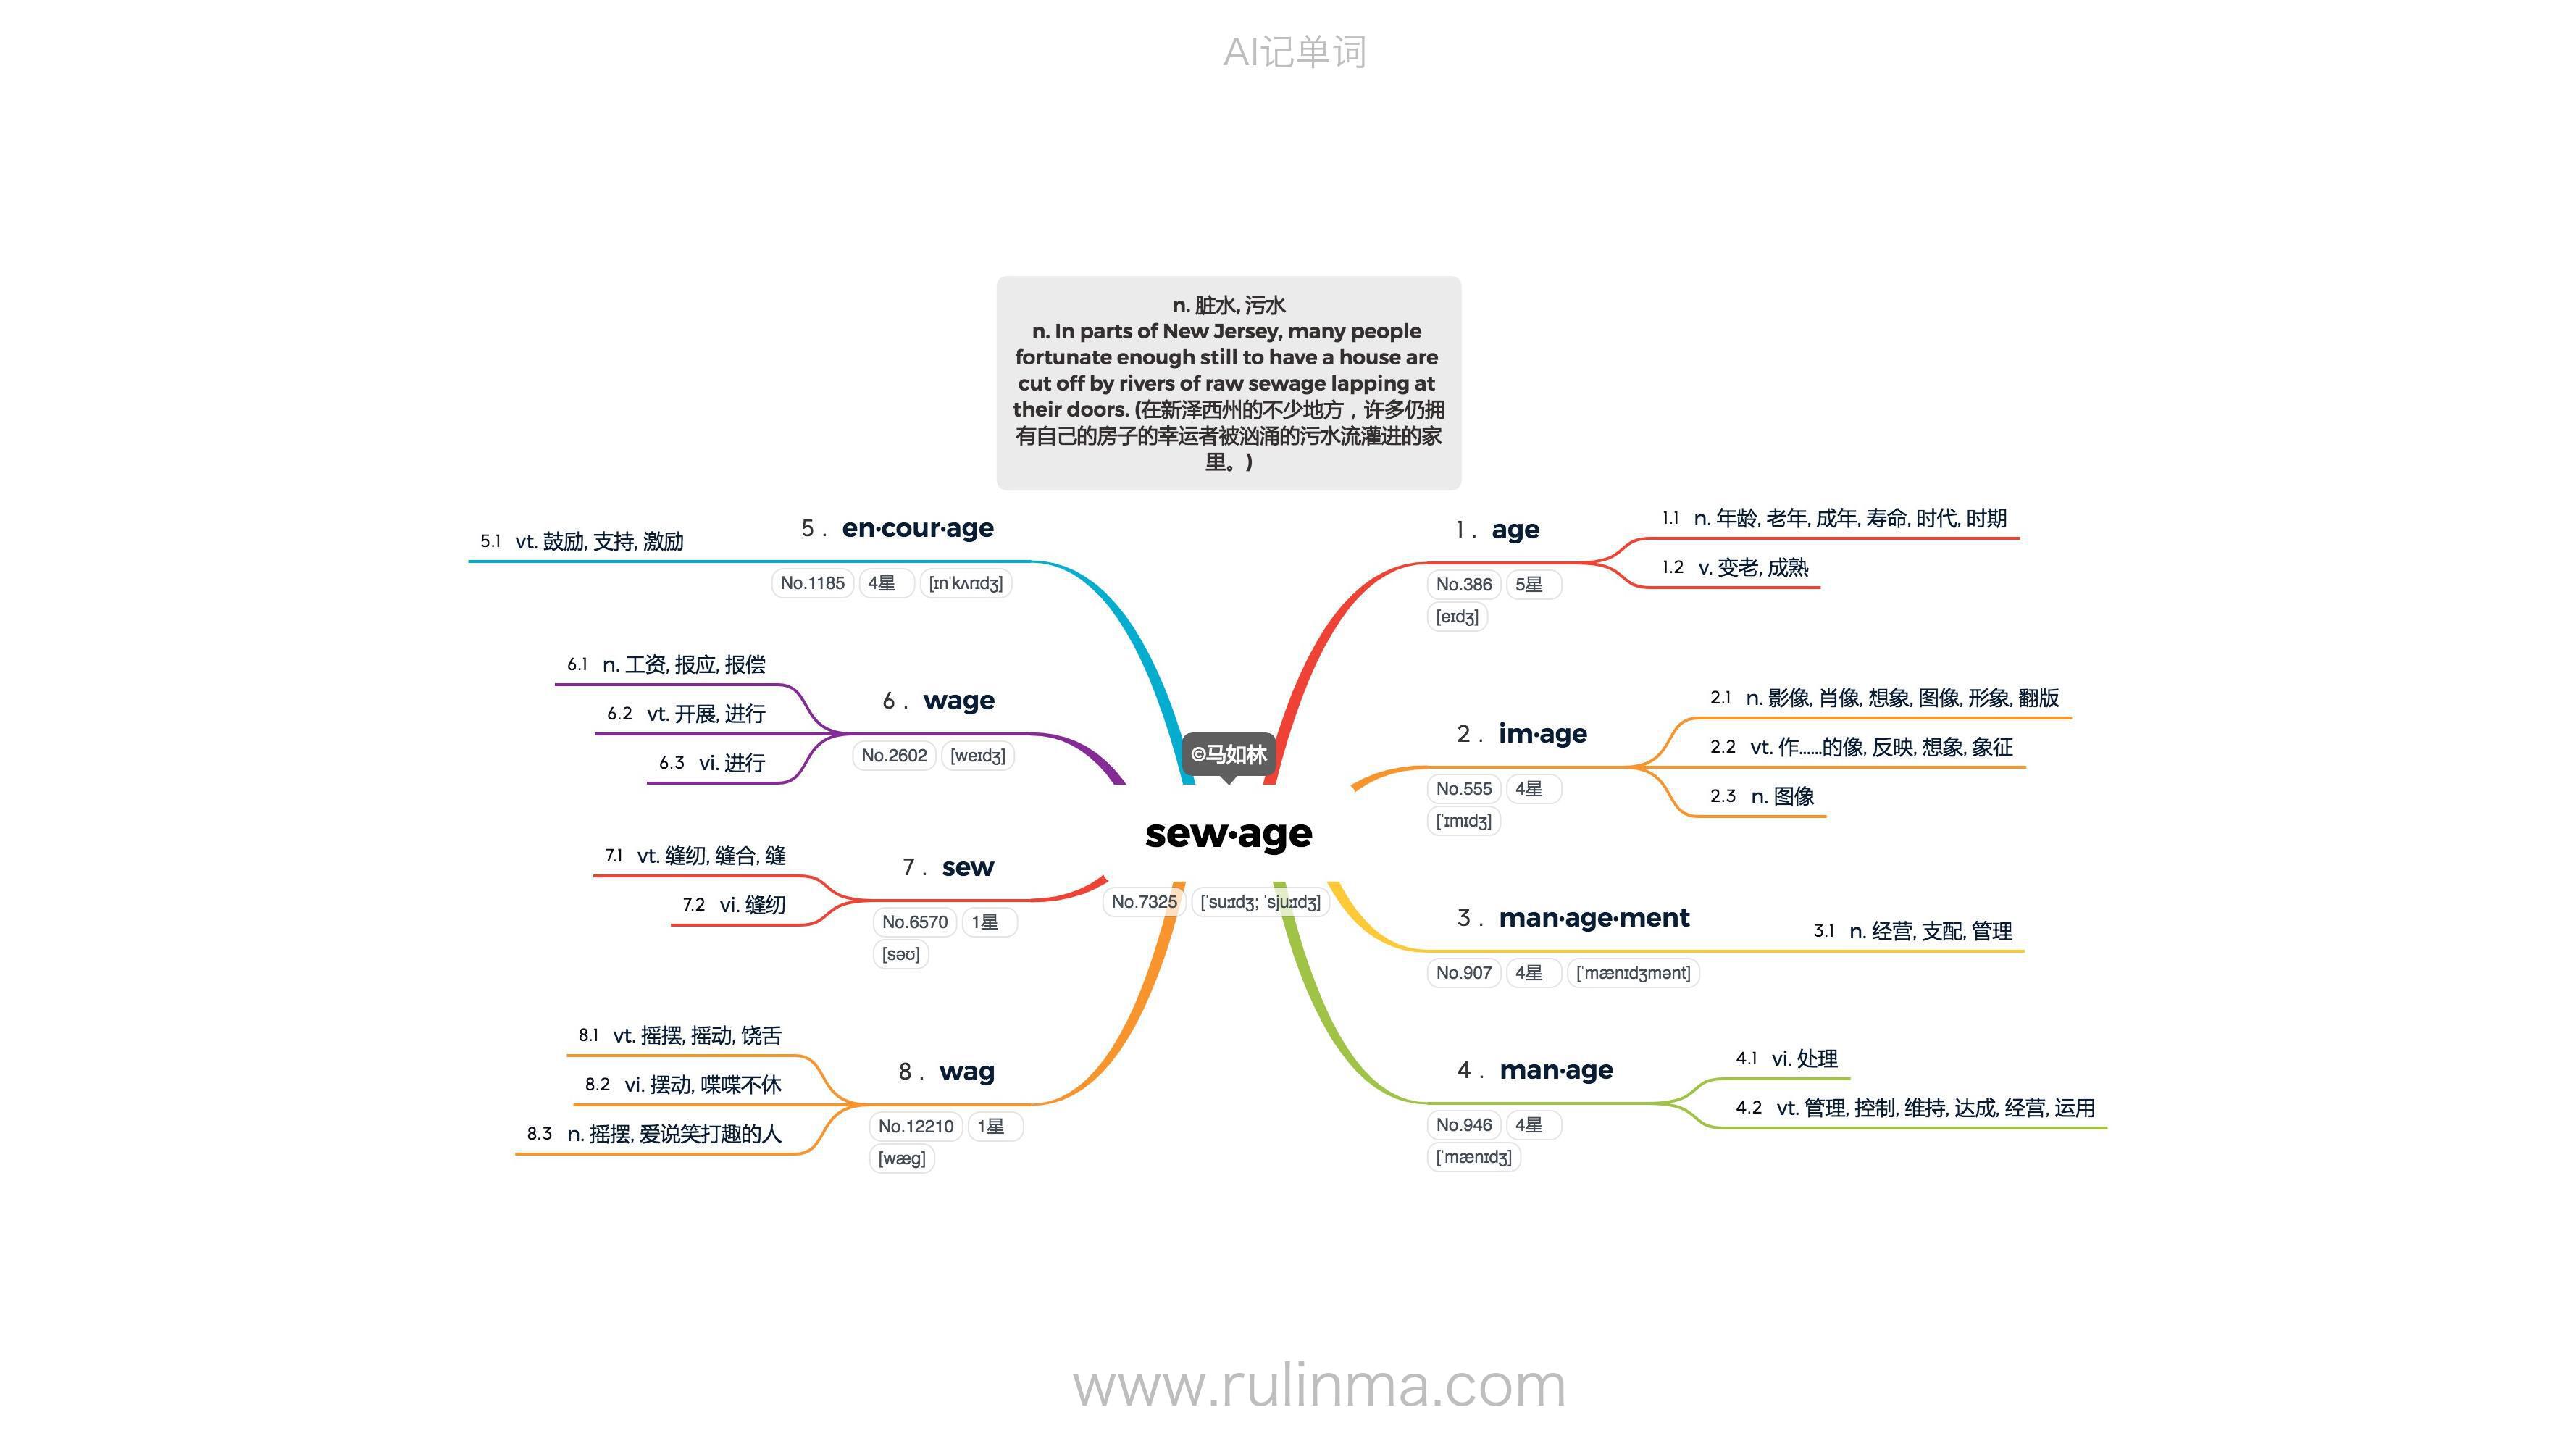 AI记单词
n. 脏水, 污水
n. In parts of New Jersey, many people
fortunate enough still to have a house are
cut off by rivers of raw sewage lapping at
their doors. (在新泽西州的不少地方，许多仍拥
有自己的房子的幸运者被汹涌的污水流灌进的家
里。)
©马如林
sew·age
No.7325 [ˈsuːɪdʒ; ˈsjuːɪdʒ]
1. age
No.386 5星
[eɪdʒ]
1.1 n. 年龄, 老年, 成年, 寿命, 时代, 时期
1.2 v. 变老, 成熟
2. im·age
No.555 4星
[ˈɪmɪdʒ]
2.1 n. 影像, 肖像, 想象, 图像, 形象, 翻版
2.2 vt. 作......的像, 反映, 想象, 象征
2.3 n. 图像
3. man·age·ment
No.907 4星 [ˈmænɪdʒmənt]
3.1 n. 经营, 支配, 管理
4. man·age
No.946 4星
[ˈmænɪdʒ]
4.1 vi. 处理
4.2 vt. 管理, 控制, 维持, 达成, 经营, 运用
5. en·cour·age
No.1185 4星 [ɪnˈkʌrɪdʒ]
5.1 vt. 鼓励, 支持, 激励
6. wage
No.2602 [weɪdʒ]
6.1 n. 工资, 报应, 报偿
6.2 vt. 开展, 进行
6.3 vi. 进行
7. sew
No.6570 1星
[səʊ]
7.1 vt. 缝纫, 缝合, 缝
7.2 vi. 缝纫
8. wag
No.12210 1星
[wæg]
8.1 vt. 摇摆, 摇动, 饶舌
8.2 vi. 摆动, 喋喋不休
8.3 n. 摇摆, 爱说笑打趣的人
www.rulinma.com